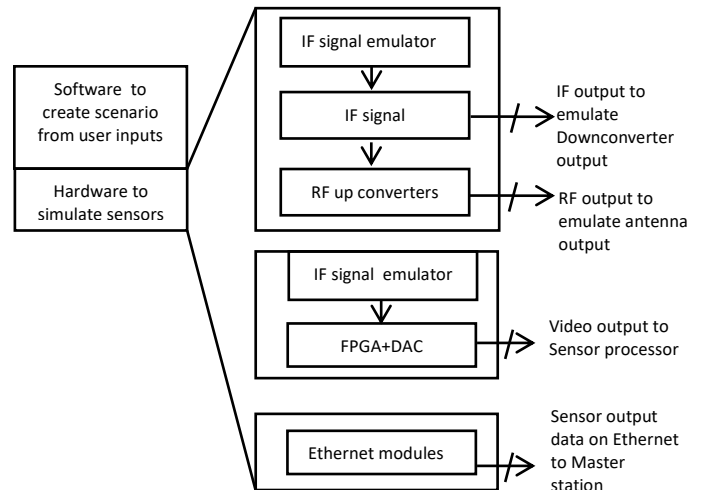 Software to
create scenario
from user inputs
Hardware to
simulate sensors
IF signal emulator
IF signal
RF up converters
IF output to
emulate
Downconverter
output
RF output to
emulate antenna
output
IF signal emulator
FPGA+DAC
Video output to
Sensor processor
Ethernet modules
Sensor output
data on Ethernet
to Master
station